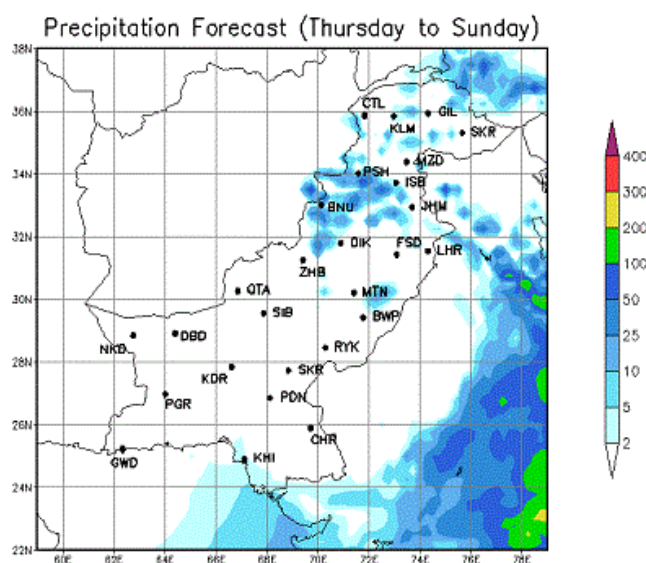 Precipitation Forecast (Thursday to Sunday)
38N
36N
34N
32N
30N
28N
26N
24N
22N
CTL
KLM
GIL
SKR
MZD
PSH
ISB
BNU
JHM
DIK
FSD
LHR
ZHB
QTA
MTN
SIB
BWP
NKD
DBD
RYK
KDR
SKR
PGR
PDN
CHR
GWD
KHI
60E
62E
64E
66E
68E
70E
72E
74E
76E
78E
400
300
200
100
50
25
10
5
2